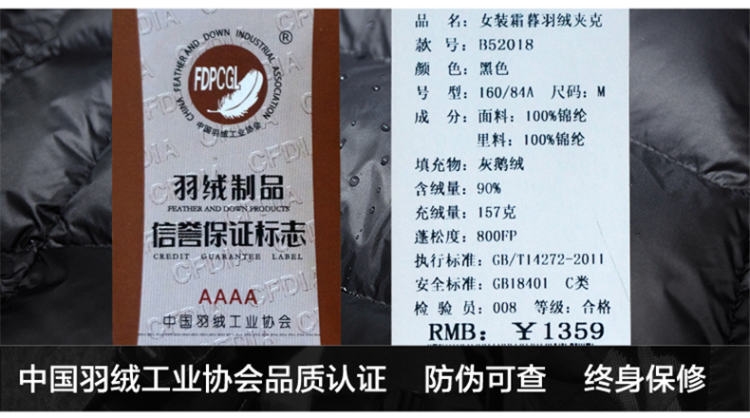 CHINA FEATHER AND DOWN INDUSTRIAL ASSOCIATION
®
FDPCGL
中国羽绒工业协会
羽绒制品
FEATHER AND DOWN PRODUCTS
信誉保证标志
CREDIT GUARANTEE LABEL
AAAA
中国羽绒工业协会
品 名：女装霜暮羽绒夹克
款 号：B52018
颜 色：黑色
号 型：160/84A 尺码：M
成 分：面料：100%锦纶
里料：100%锦纶
填充物：灰鹅绒
含绒量：90%
充绒量：157克
蓬松度：800FP
执行标准：GB/T14272-2011
安全标准：GB18401 C类
检 验 员：008 等级：合格
RMB：￥1359
中国羽绒工业协会品质认证 防伪可查 终身保修